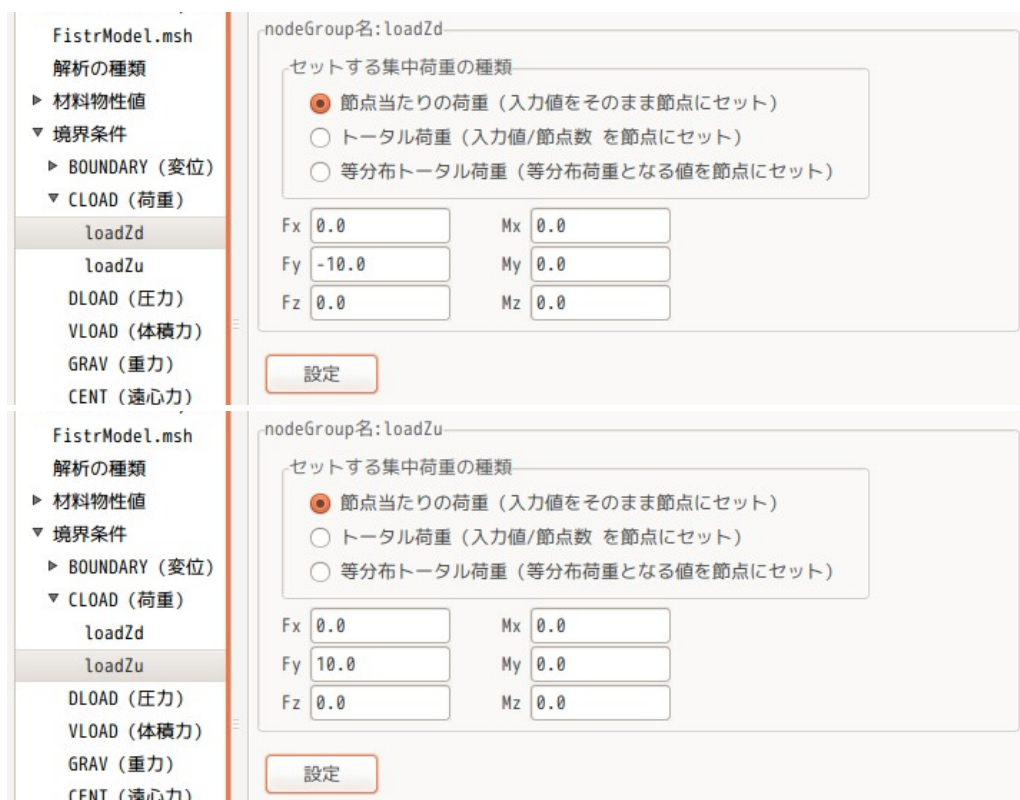 FistrModel.msh
解析の種類
材料物性値
境界条件
BOUNDARY (変位)
CLOAD (荷重)
loadZd
loadZu
DLOAD (圧力)
VLOAD (体積力)
GRAV (重力)
CENT (遠心力)
nodeGroup名:loadZd
セットする集中荷重の種類
節点当たりの荷重 (入力値をそのまま節点にセット)
トータル荷重 (入力値/節点数 を節点にセット)
等分布トータル荷重 (等分布荷重となる値を節点にセット)
Fx 0.0 Mx 0.0
Fy -10.0 My 0.0
Fz 0.0 Mz 0.0
設定
FistrModel.msh
解析の種類
材料物性値
境界条件
BOUNDARY (変位)
CLOAD (荷重)
loadZd
loadZu
DLOAD (圧力)
VLOAD (体積力)
GRAV (重力)
CENT (遠心力)
nodeGroup名:loadZu
セットする集中荷重の種類
節点当たりの荷重 (入力値をそのまま節点にセット)
トータル荷重 (入力値/節点数 を節点にセット)
等分布トータル荷重 (等分布荷重となる値を節点にセット)
Fx 0.0 Mx 0.0
Fy 10.0 My 0.0
Fz 0.0 Mz 0.0
設定